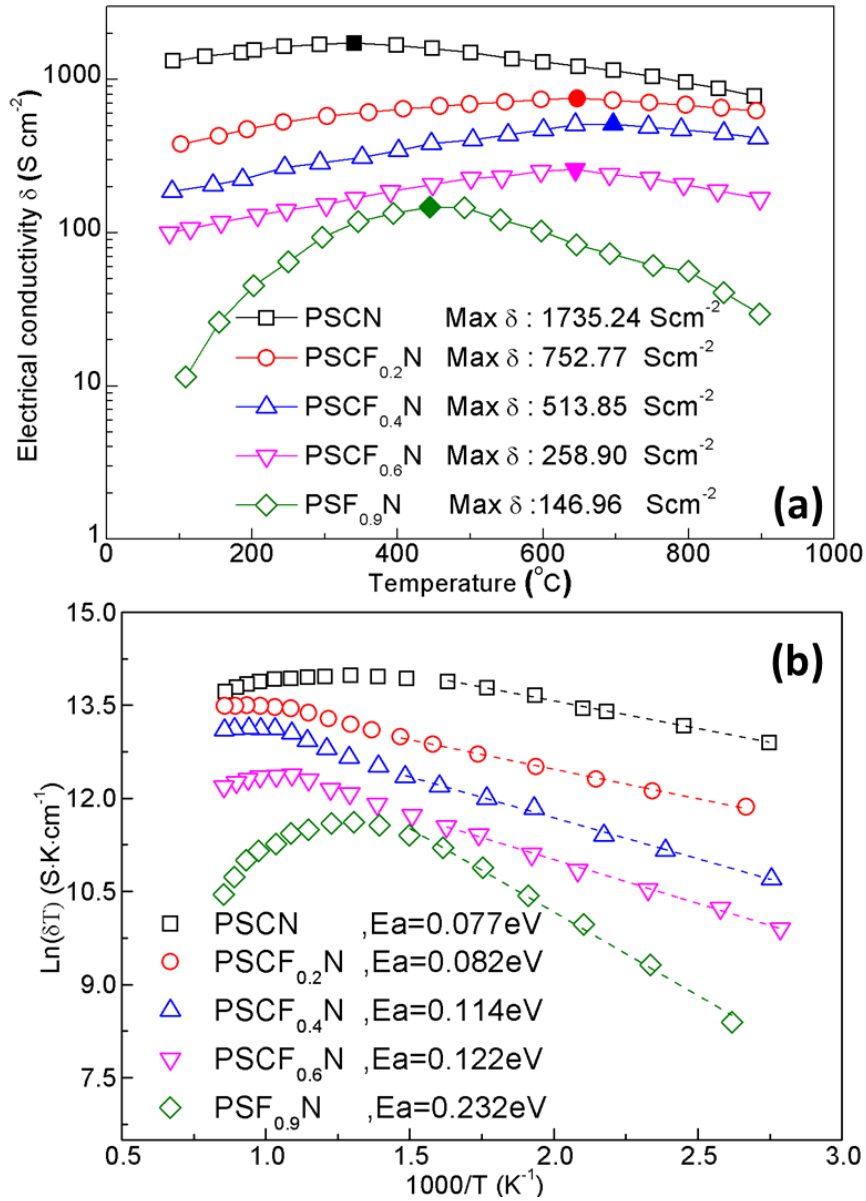 1000
100
10
1
Electrical conductivity δ (S cm⁻²)
PSCN Max δ : 1735.24 Scm⁻²
PSCF₀.₂N Max δ : 752.77 Scm⁻²
PSCF₀.₄N Max δ : 513.85 Scm⁻²
PSCF₀.₆N Max δ : 258.90 Scm⁻²
PSF₀.₉N Max δ :146.96 Scm⁻²
(a)
0 200 400 600 800 1000
Temperature (°C)
15.0
13.5
12.0
10.5
9.0
7.5
Ln(δT) (S·K·cm⁻¹)
(b)
PSCN ,Ea=0.077eV
PSCF₀.₂N ,Ea=0.082eV
PSCF₀.₄N ,Ea=0.114eV
PSCF₀.₆N ,Ea=0.122eV
PSF₀.₉N ,Ea=0.232eV
0.5 1.0 1.5 2.0 2.5 3.0
1000/T (K⁻¹)